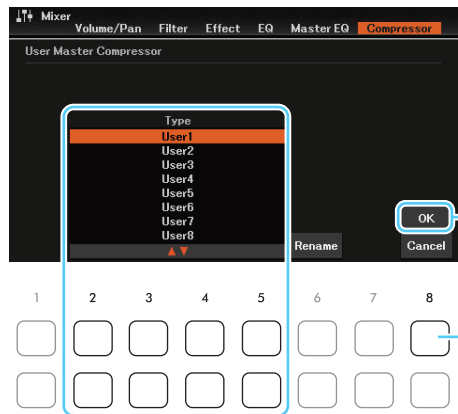 Mixer
Volume/Pan Filter Effect EQ Master EQ Compressor
User Master Compressor
Type
User1
User2
User3
User4
User5
User6
User7
User8
OK
Rename Cancel
1 2 3 4 5 6 7 8